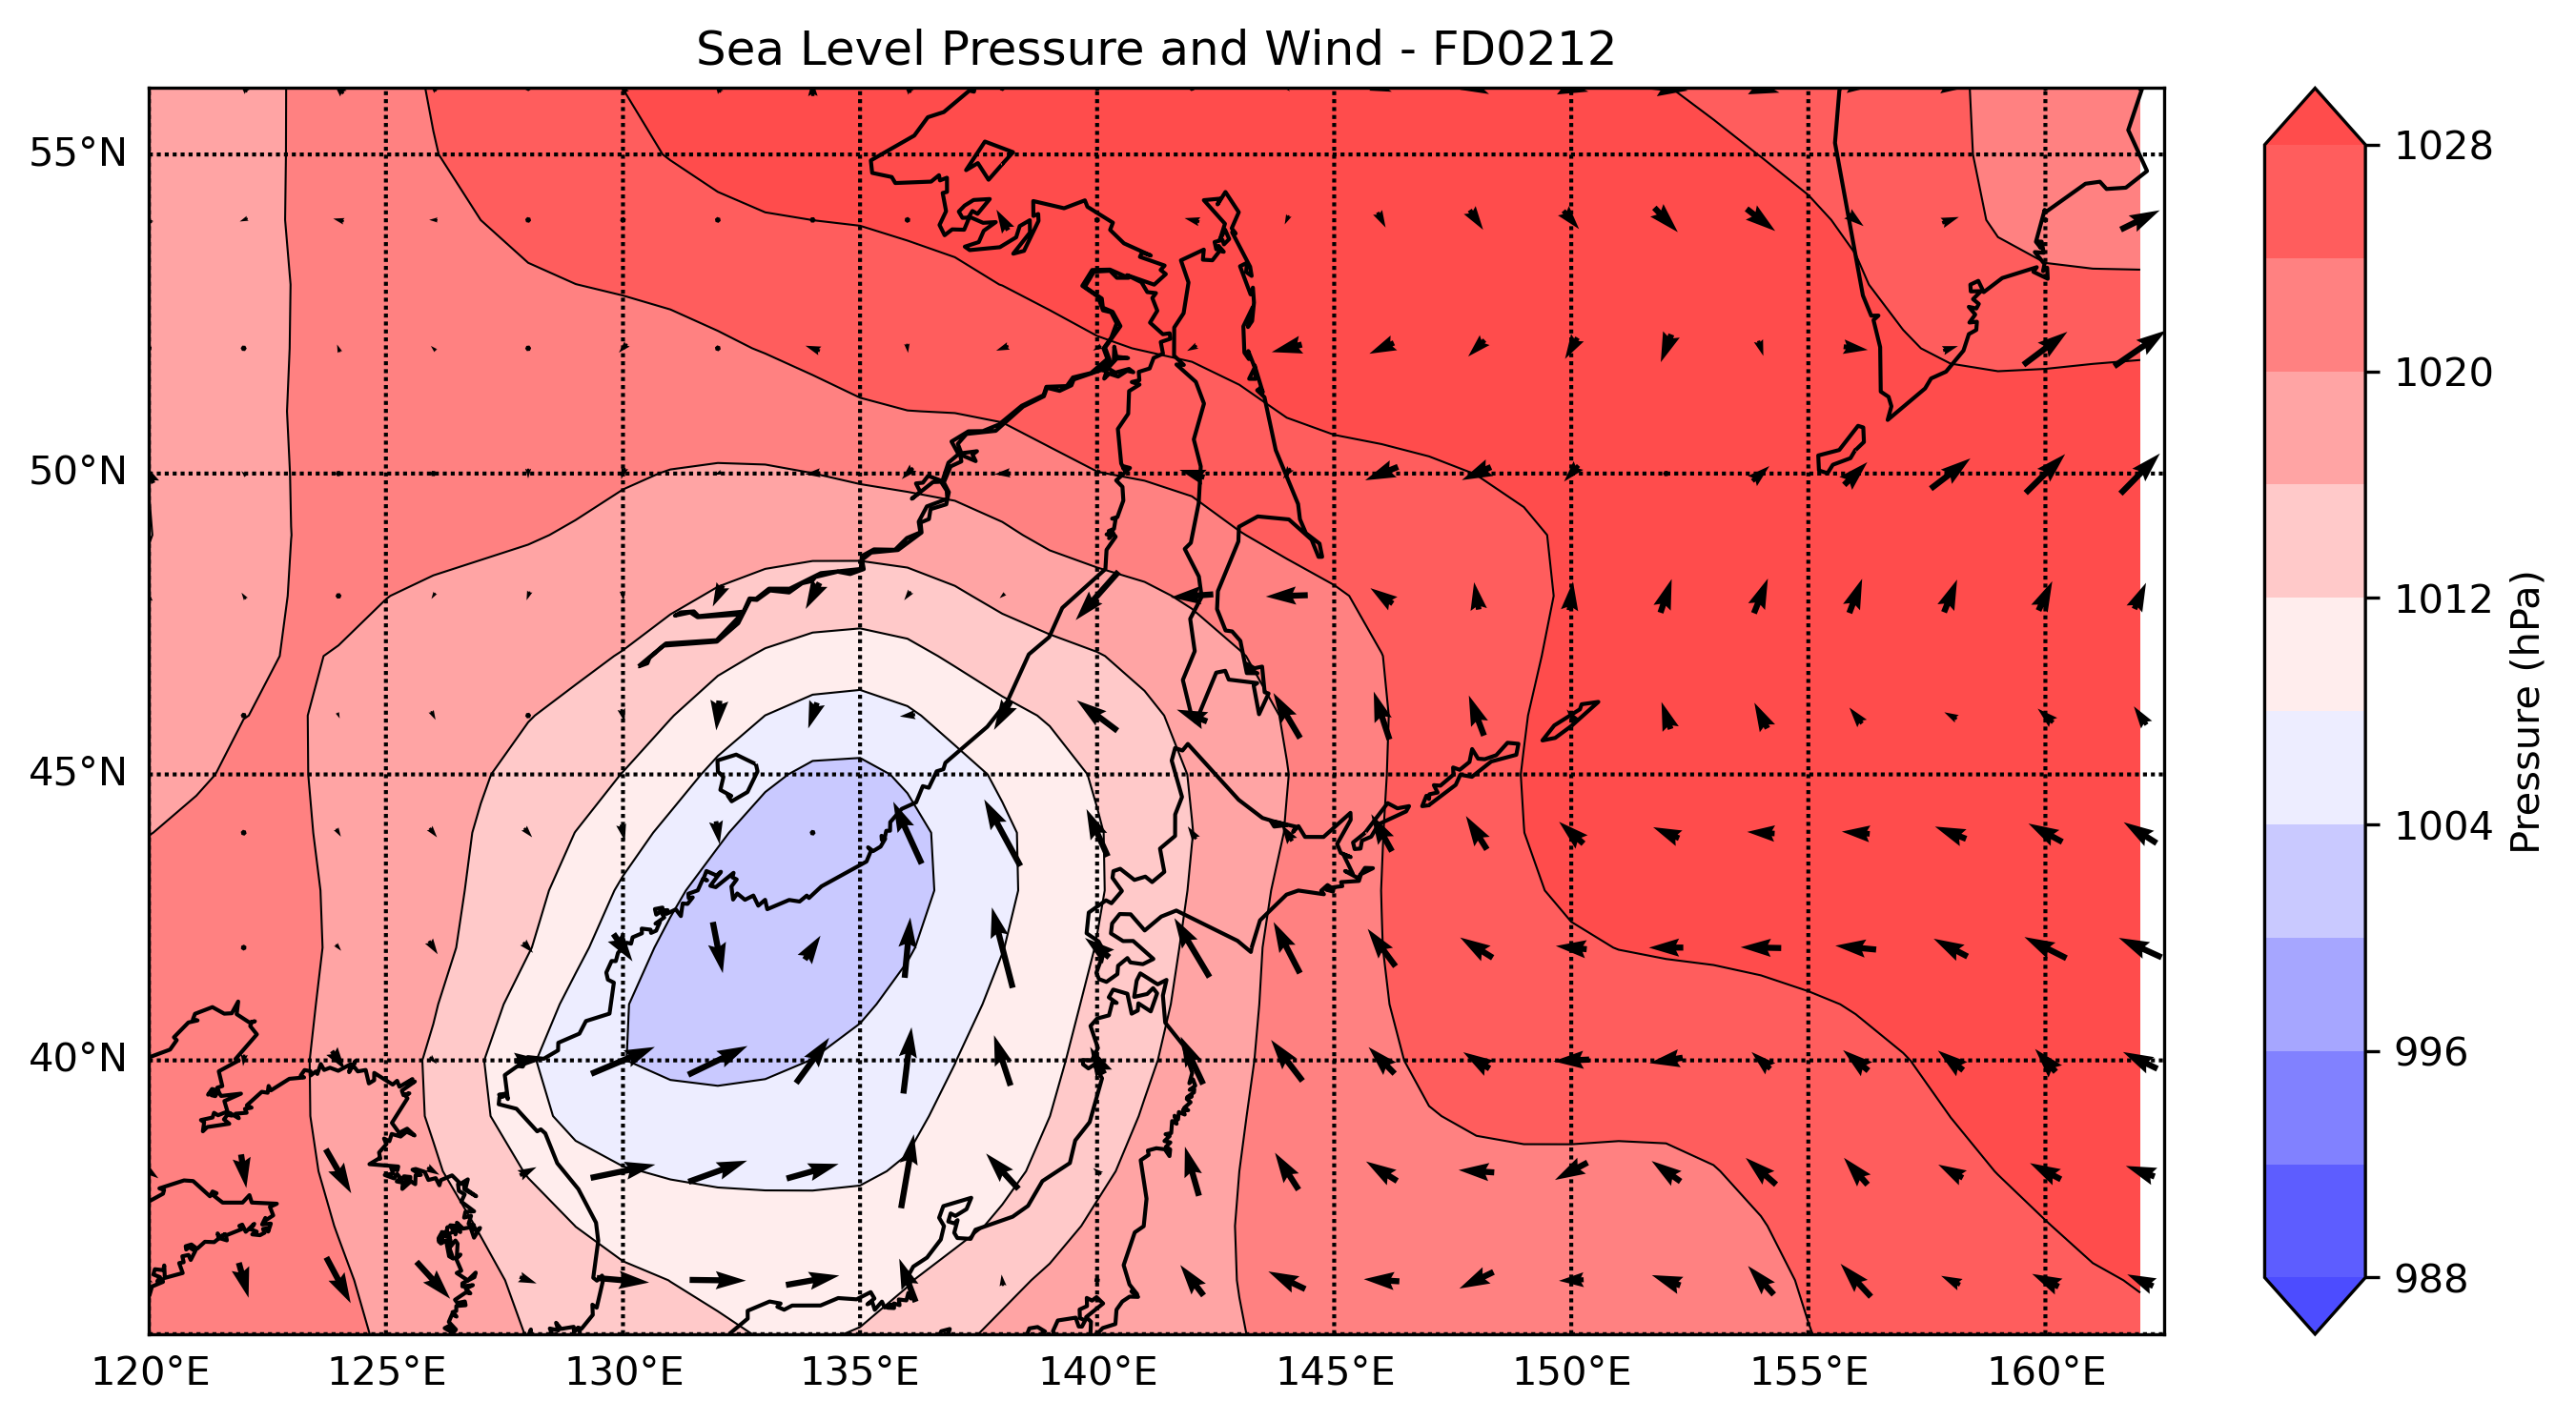 Sea Level Pressure and Wind - FD0212
55°N
50°N
45°N
40°N
120°E
125°E
130°E
135°E
140°E
145°E
150°E
155°E
160°E
1028
1020
1012
1004
996
988
Pressure (hPa)